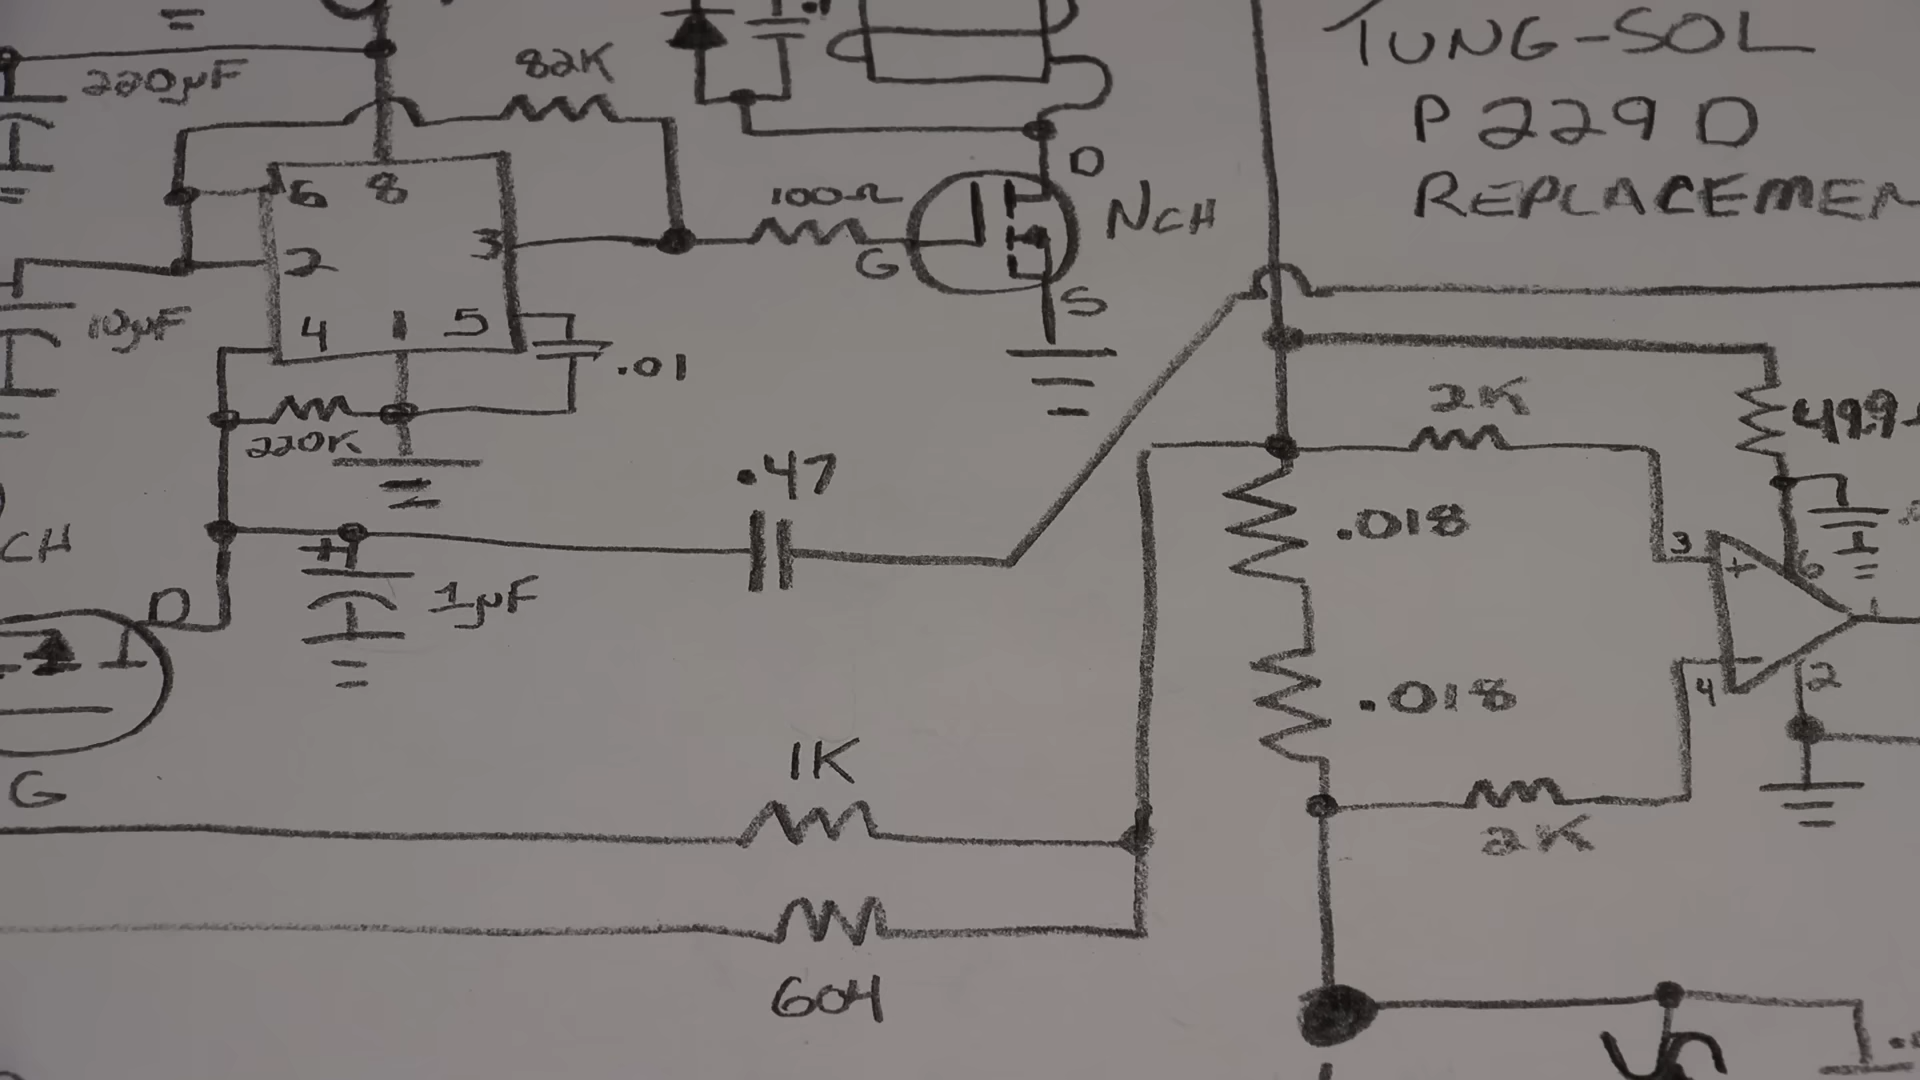 TUNG-SOL
P229D
220µF
82K
D
6
8
100Ω
NCH
2
3
G
S
10µF
4
1
5
.01
2K
220K
.47
+
.018
3
+
6
CH
D
1µF
1
.018
4
2
G
1K
2K
604